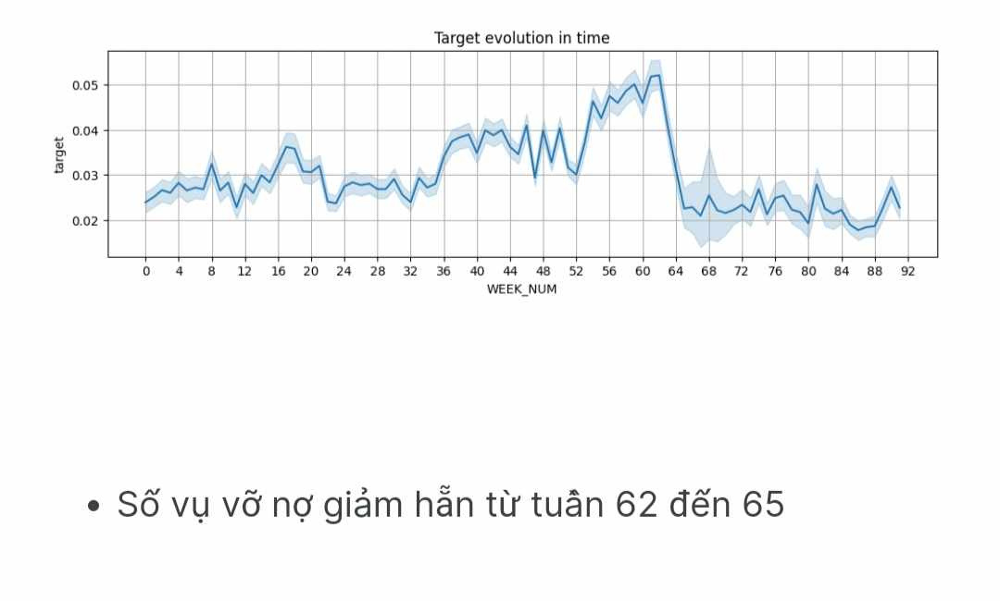 Target evolution in time
0.05
0.04
0.03
0.02
target
0 4 8 12 16 20 24 28 32 36 40 44 48 52 56 60 64 68 72 76 80 84 88 92
WEEK_NUM
• Số vụ vỡ nợ giảm hẵn từ tuần 62 đến 65